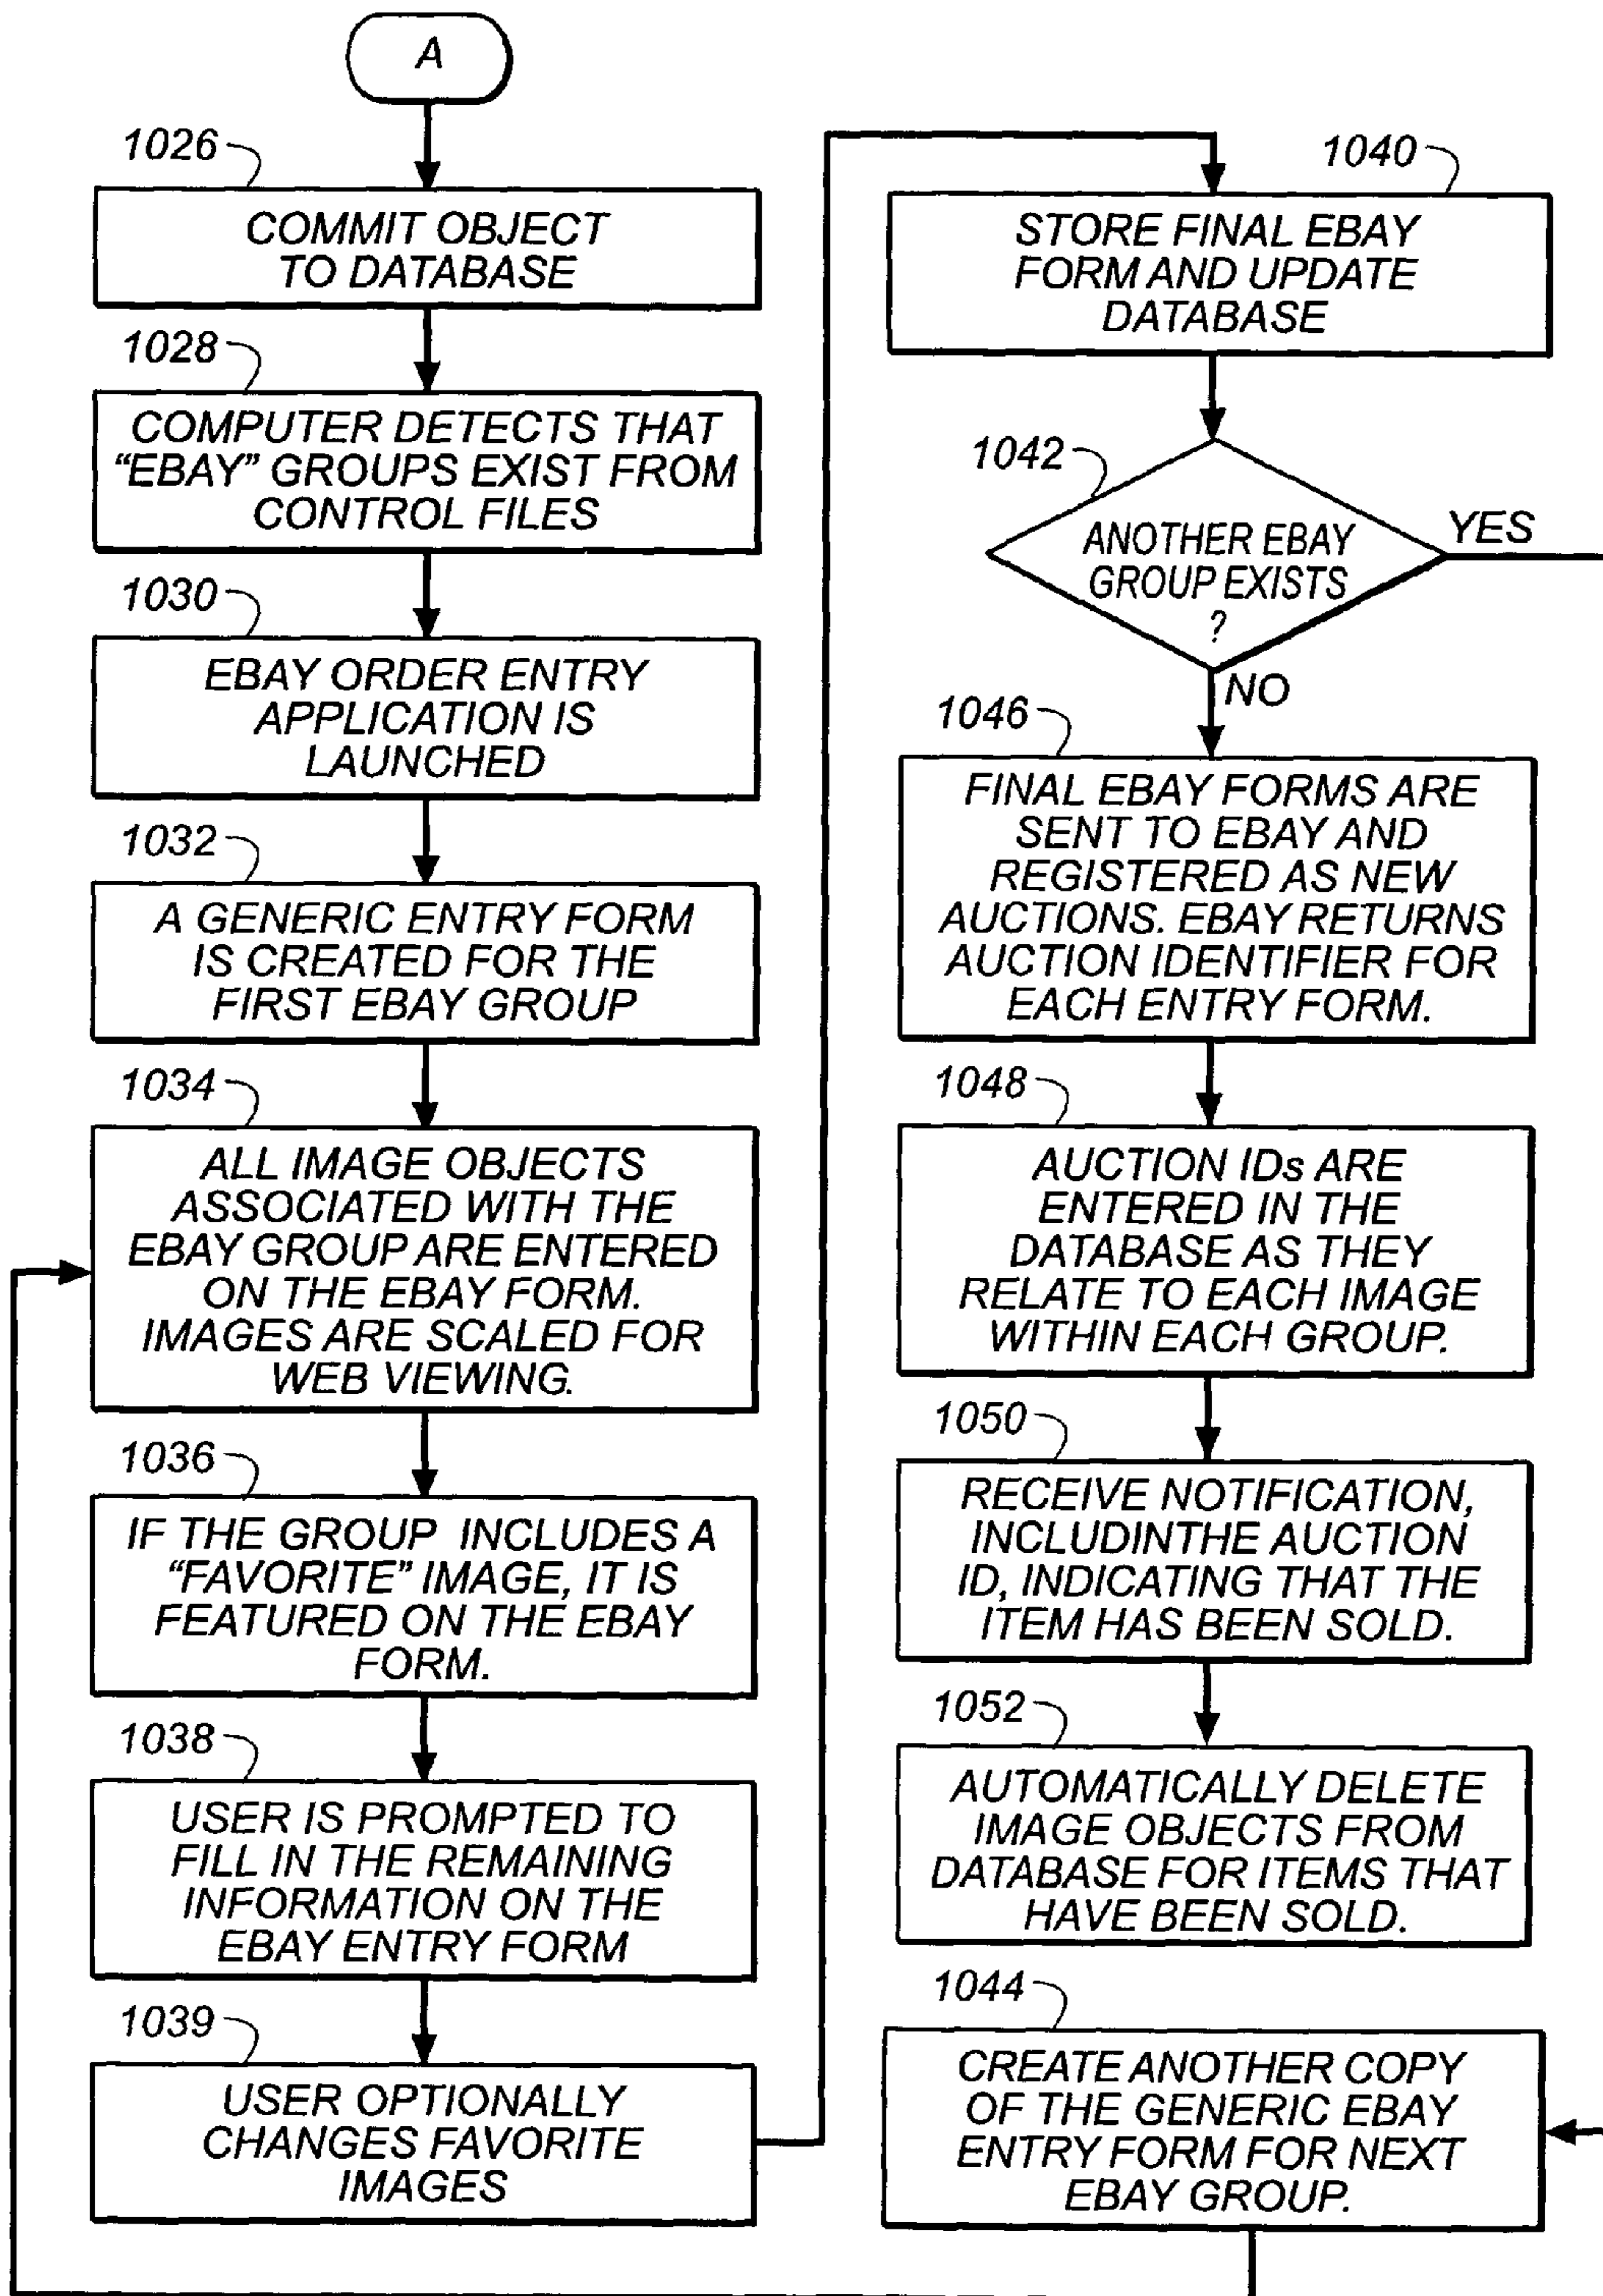 A
1026
COMMIT OBJECT
TO DATABASE
1028
COMPUTER DETECTS THAT
“EBAY” GROUPS EXIST FROM
CONTROL FILES
1030
EBAY ORDER ENTRY
APPLICATION IS
LAUNCHED
1032
A GENERIC ENTRY FORM
IS CREATED FOR THE
FIRST EBAY GROUP
1034
ALL IMAGE OBJECTS
ASSOCIATED WITH THE
EBAY GROUP ARE ENTERED
ON THE EBAY FORM.
IMAGES ARE SCALED FOR
WEB VIEWING.
1036
IF THE GROUP INCLUDES A
“FAVORITE” IMAGE, IT IS
FEATURED ON THE EBAY
FORM.
1038
USER IS PROMPTED TO
FILL IN THE REMAINING
INFORMATION ON THE
EBAY ENTRY FORM
1039
USER OPTIONALLY
CHANGES FAVORITE
IMAGES
1040
STORE FINAL EBAY
FORM AND UPDATE
DATABASE
1042
ANOTHER EBAY
GROUP EXISTS
?
YES
NO
1046
FINAL EBAY FORMS ARE
SENT TO EBAY AND
REGISTERED AS NEW
AUCTIONS. EBAY RETURNS
AUCTION IDENTIFIER FOR
EACH ENTRY FORM.
1048
AUCTION IDs ARE
ENTERED IN THE
DATABASE AS THEY
RELATE TO EACH IMAGE
WITHIN EACH GROUP.
1050
RECEIVE NOTIFICATION,
INCLUDINTHE AUCTION
ID, INDICATING THAT THE
ITEM HAS BEEN SOLD.
1052
AUTOMATICALLY DELETE
IMAGE OBJECTS FROM
DATABASE FOR ITEMS THAT
HAVE BEEN SOLD.
1044
CREATE ANOTHER COPY
OF THE GENERIC EBAY
ENTRY FORM FOR NEXT
EBAY GROUP.